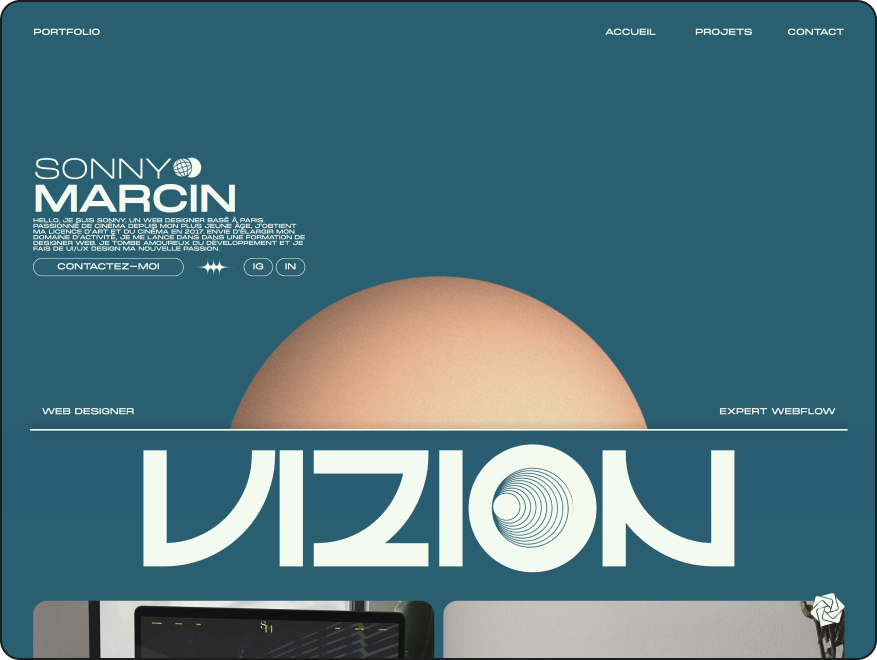 PORTFOLIO
ACCUEIL PROJETS CONTACT
SONNY
MARCIN
HELLO, JE SUIS SONNY, UN WEB DESIGNER BASÉ À PARIS.
PASSIONNÉ DE CINÉMA DEPUIS MON PLUS JEUNE ÂGE, J'OBTIENT
MA LICENCE D'ART ET DU CINÉMA EN 2017. ENVIE D'ÉLARGIR MON
DOMAINE D'ACTIVITÉ, JE ME LANCE DANS DANS UNE FORMATION DE
DESIGNER WEB. JE TOMBE AMOUREUX DU DÉVELOPPEMENT ET JE
FAIS DE UI/UX DESIGN MA NOUVELLE PASSION.
CONTACTEZ-MOI IG IN
WEB DESIGNER EXPERT WEBFLOW
VIZION